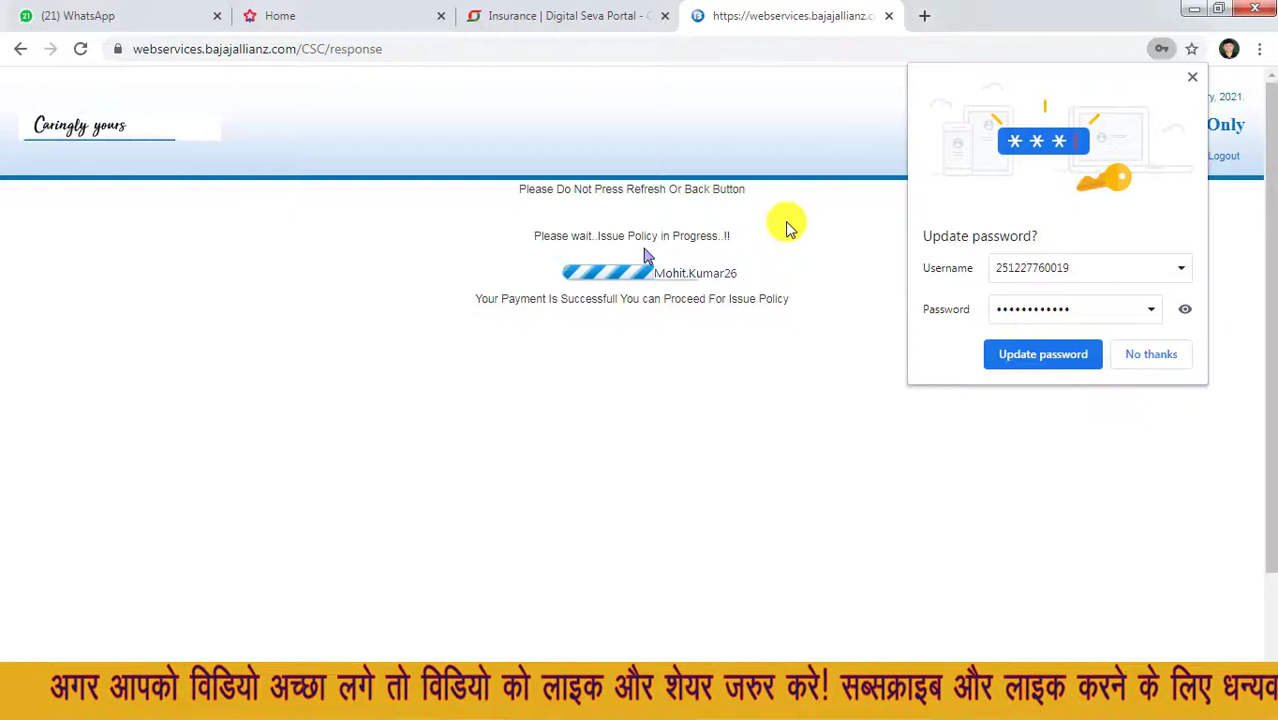 (21) WhatsApp
Home
Insurance | Digital Seva Portal - C
https://webservices.bajajallianz.cc
webservices.bajajallianz.com/CSC/response
Caringly yours
ry, 2021.
Only
Logout
Please Do Not Press Refresh Or Back Button
Please wait..Issue Policy in Progress..!!
Mohit.Kumar26
Your Payment Is Successfull You can Proceed For Issue Policy
* * *
Update password?
Username 251227760019
Password ••••••••••••
Update password No thanks
अगर आपको विडियो अच्छा लगे तो विडियो को लाइक और शेयर जरुर करे! सब्सक्राइब और लाइक करने के लिए धन्यव